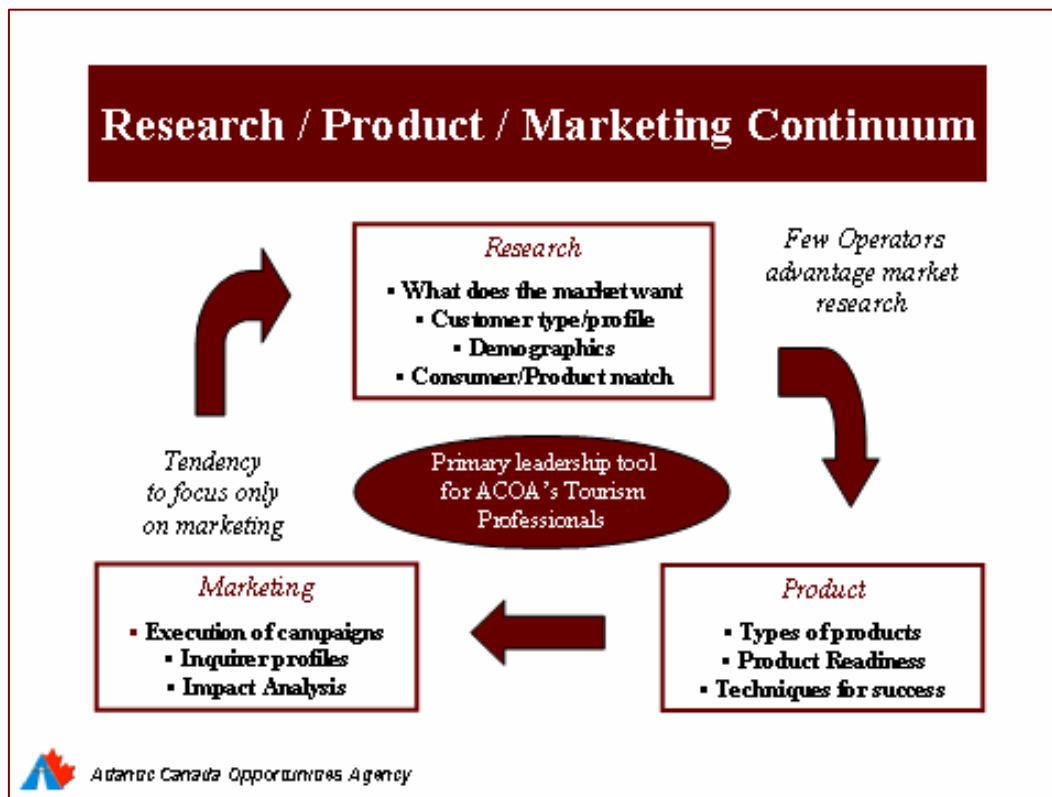 Research / Product / Marketing Continuum
Research
▪ What does the market want
▪ Customer type/profile
▪ Demographics
▪ Consumer/Product match
Few Operators
advantage market
research
Tendency
to focus only
on marketing
Primary leadership tool
for ACOA's Tourism
Professionals
Marketing
▪ Execution of campaigns
▪ Inquirer profiles
▪ Impact Analysis
Product
▪ Types of products
▪ Product Readiness
▪ Techniques for success
Atlantic Canada Opportunities Agency